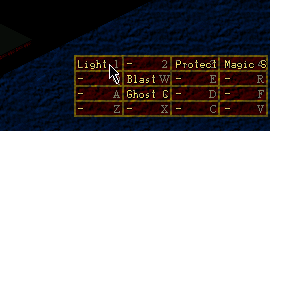 Light 1 - 2 Protect Magic S
- Blast W - E - R
- A Ghost - D - F
- Z - X - C - V